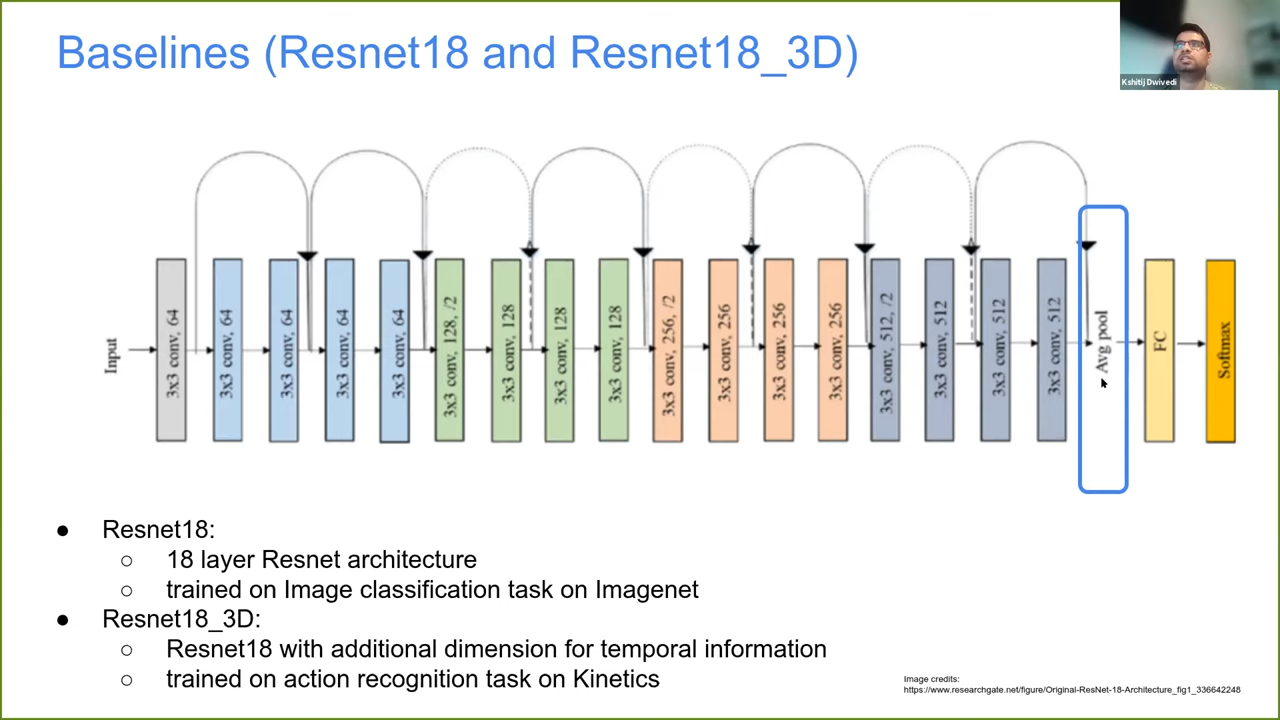 Baselines (Resnet18 and Resnet18_3D)
Kshitij Dwivedi
Input
3x3 conv, 64
3x3 conv, 64
3x3 conv, 64
3x3 conv, 64
3x3 conv, 64
3x3 conv, 128, /2
3x3 conv, 128
3x3 conv, 128
3x3 conv, 128
3x3 conv, 256, /2
3x3 conv, 256
3x3 conv, 256
3x3 conv, 256
3x3 conv, 512, /2
3x3 conv, 512
3x3 conv, 512
3x3 conv, 512
Avg pool
FC
Softmax
● Resnet18:
○ 18 layer Resnet architecture
○ trained on Image classification task on Imagenet
● Resnet18_3D:
○ Resnet18 with additional dimension for temporal information
○ trained on action recognition task on Kinetics
Image credits:
https://www.researchgate.net/figure/Original-ResNet-18-Architecture_fig1_336642248